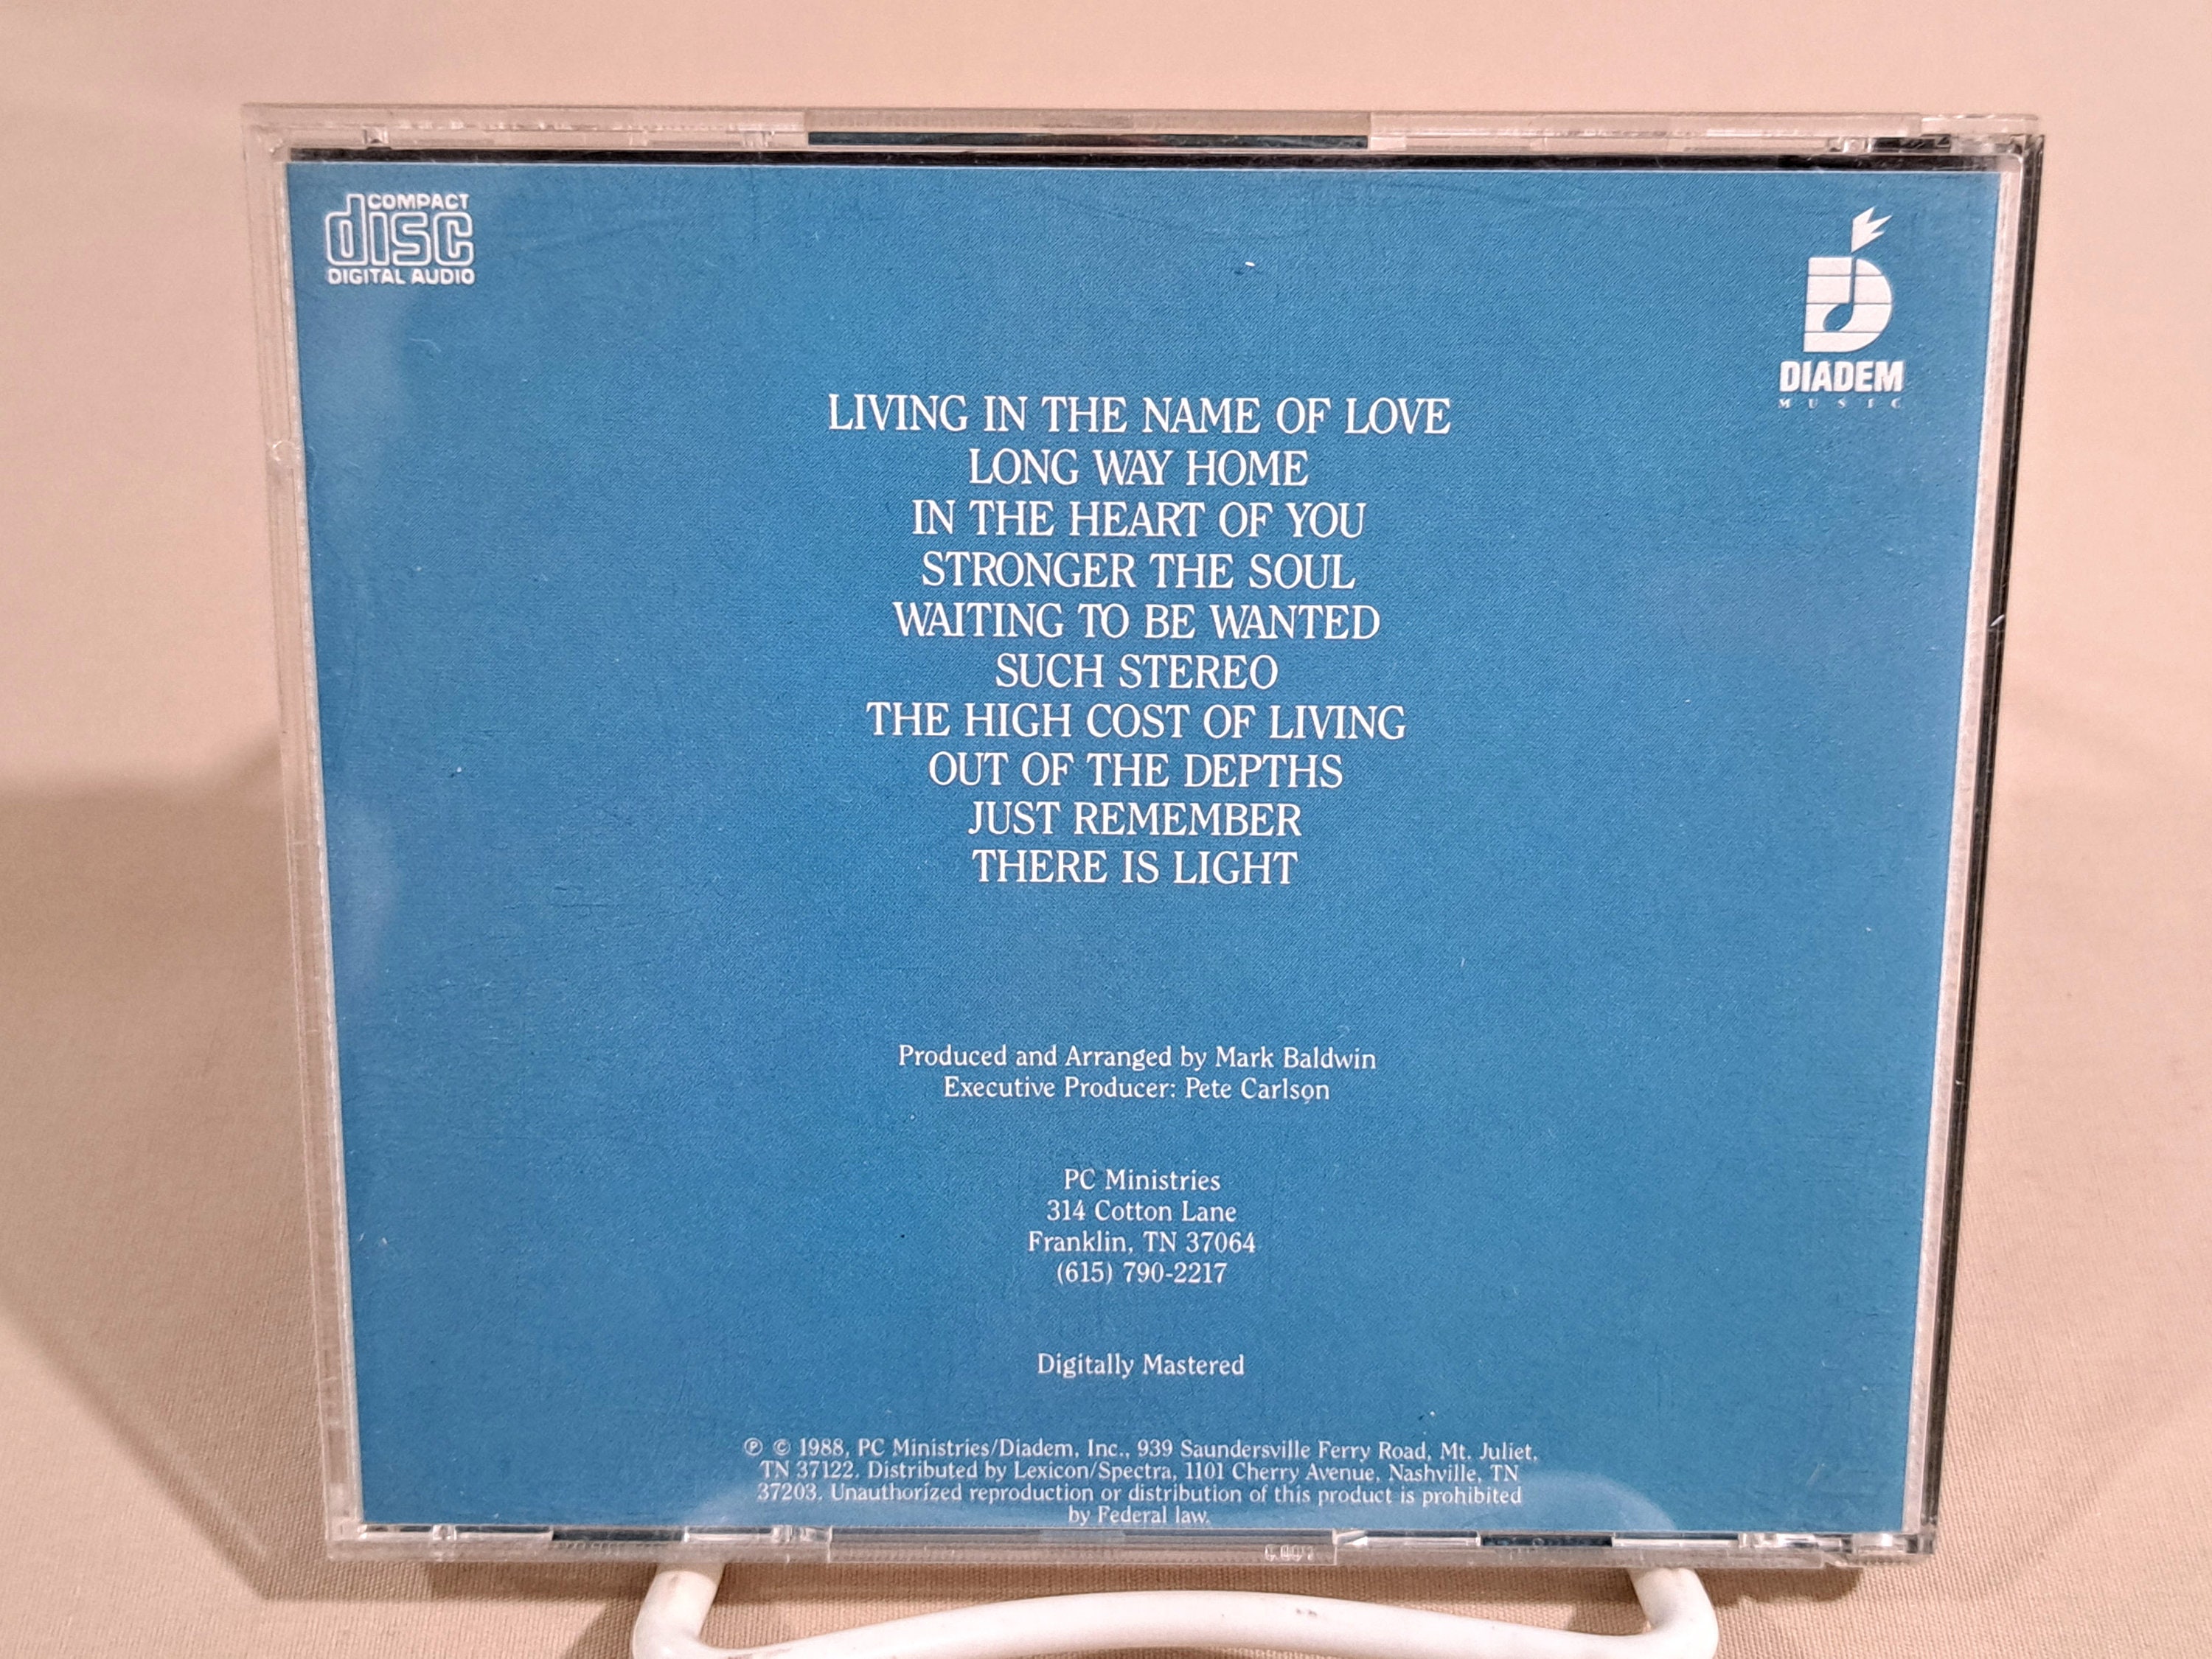 COMPACT
disc
DIGITAL AUDIO
DIADEM
MUSIC
LIVING IN THE NAME OF LOVE
LONG WAY HOME
IN THE HEART OF YOU
STRONGER THE SOUL
WAITING TO BE WANTED
SUCH STEREO
THE HIGH COST OF LIVING
OUT OF THE DEPTHS
JUST REMEMBER
THERE IS LIGHT
Produced and Arranged by Mark Baldwin
Executive Producer: Pete Carlson
PC Ministries
314 Cotton Lane
Franklin, TN 37064
(615) 790-2217
Digitally Mastered
℗ © 1988, PC Ministries/Diadem, Inc., 939 Saundersville Ferry Road, Mt. Juliet,
TN 37122. Distributed by Lexicon/Spectra, 1101 Cherry Avenue, Nashville, TN
37203. Unauthorized reproduction or distribution of this product is prohibited
by Federal law.